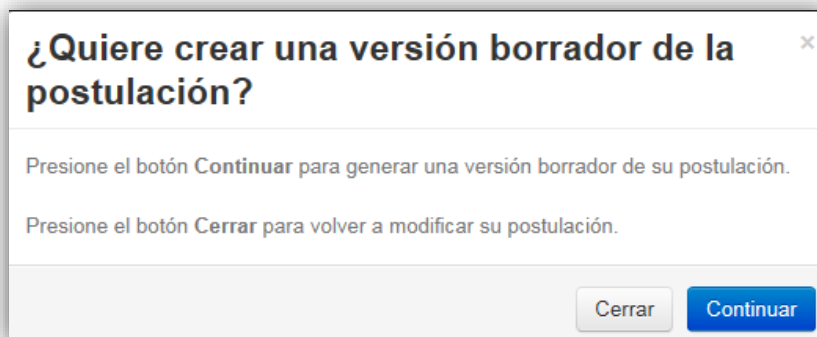 ¿Quiere crear una versión borrador de la
postulación?
×
Presione el botón Continuar para generar una versión borrador de su postulación.
Presione el botón Cerrar para volver a modificar su postulación.
Cerrar
Continuar